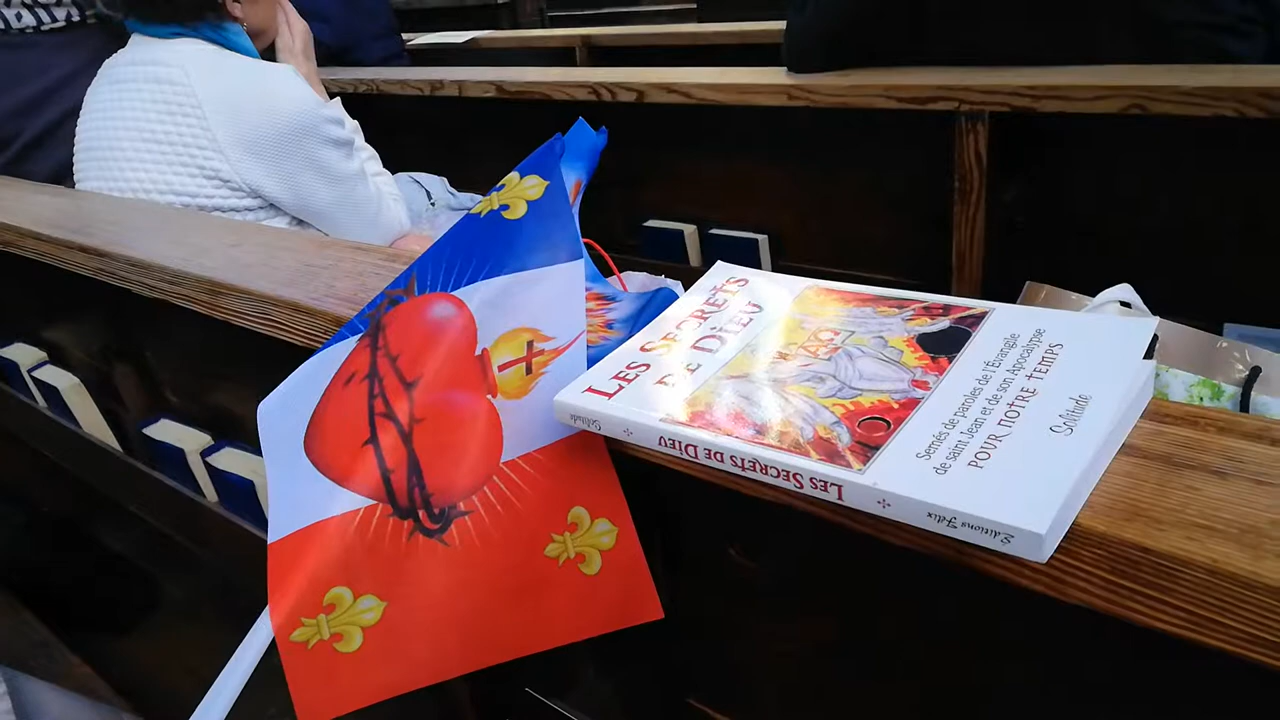 LES SECRETS
DE DIEU
Semés de paroles de l'Évangile
de saint Jean et de son Apocalypse
POUR NOTRE TEMPS
Solitude
Solitude
LES SECRETS DE DIEU
Éditions Félix